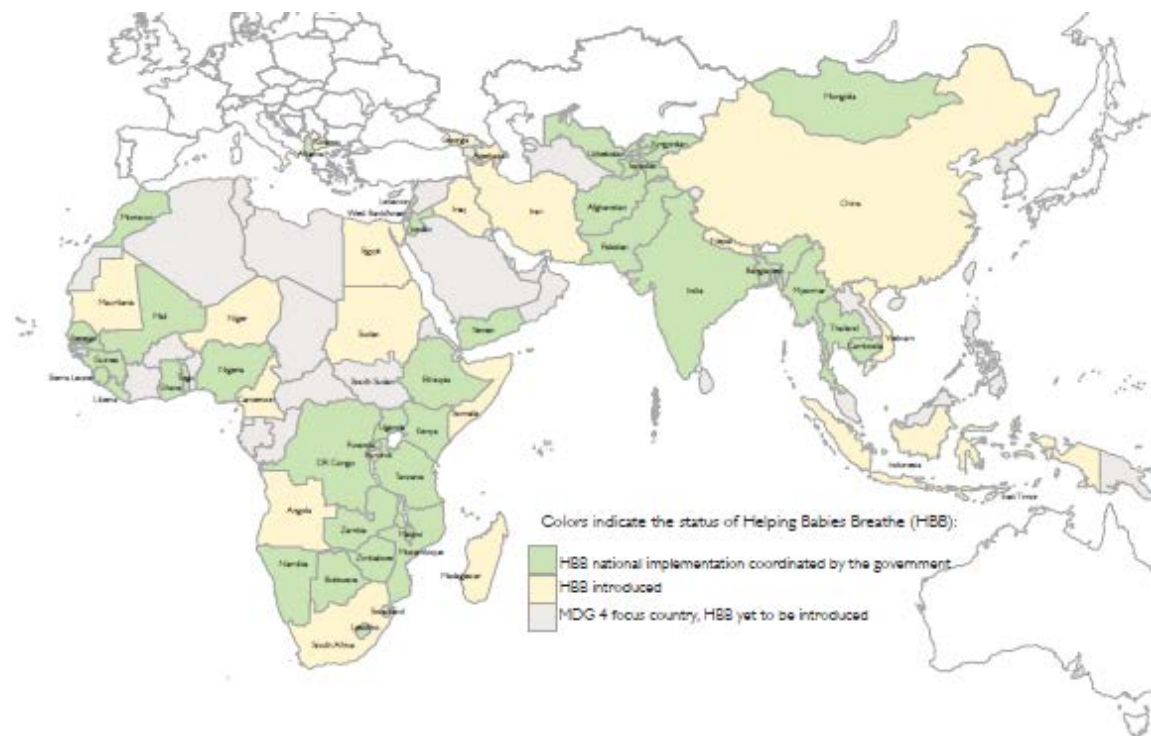 Mongolia
Georgia
Azerbaijan
Uzbekistan
Kyrgyzstan
Tajikistan
Albania
Lebanon
West Bank/Gaza
Iraq
Iran
Afghanistan
China
Morocco
Jordan
Pakistan
Nepal
Egypt
Bangladesh
India
Myanmar
Mauritania
Mali
Niger
Sudan
Yemen
Thailand
Vietnam
Cambodia
Senegal
Guinea
Nigeria
Sierra Leone
Liberia
Ghana
Togo
Cameroon
South Sudan
Ethiopia
Somalia
Uganda
Kenya
Rwanda
Burundi
DR Congo
Tanzania
Indonesia
East Timor
Angola
Zambia
Malawi
Mozambique
Zimbabwe
Namibia
Botswana
Madagascar
Swaziland
Lesotho
South Africa
Colors indicate the status of Helping Babies Breathe (HBB):
HBB national implementation coordinated by the government
HBB introduced
MDG 4 focus country, HBB yet to be introduced